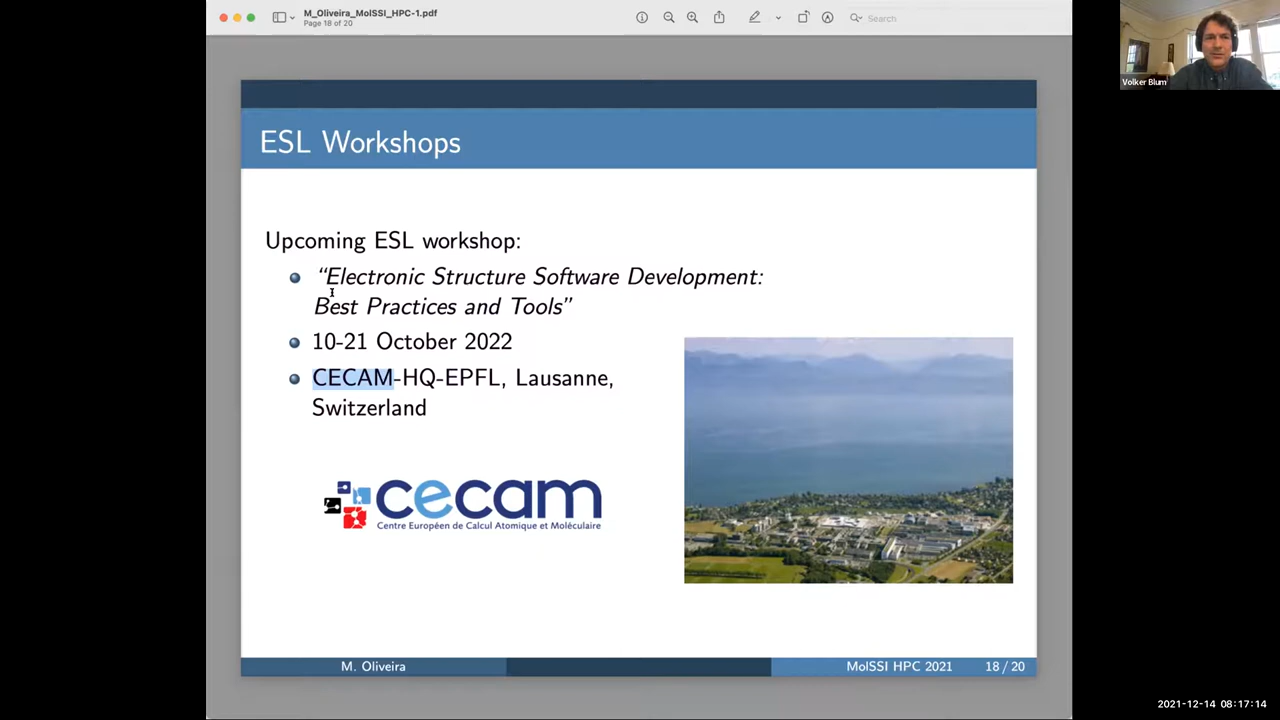 M_Oliveira_MolSSI_HPC-1.pdf
Page 18 of 20
Search
Volker Blum
ESL Workshops
Upcoming ESL workshop:
“Electronic Structure Software Development:
Best Practices and Tools”
10-21 October 2022
CECAM-HQ-EPFL, Lausanne,
Switzerland
cecam
Centre Européen de Calcul Atomique et Moléculaire
M. Oliveira
MolSSI HPC 2021
18 / 20
2021-12-14 08:17:14